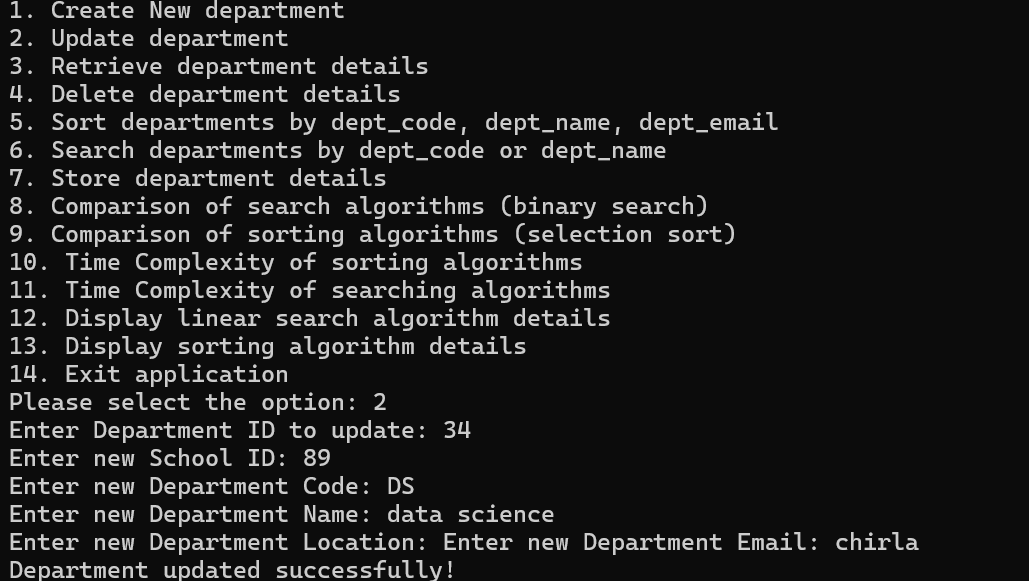 1. Create New department
2. Update department
3. Retrieve department details
4. Delete department details
5. Sort departments by dept_code, dept_name, dept_email
6. Search departments by dept_code or dept_name
7. Store department details
8. Comparison of search algorithms (binary search)
9. Comparison of sorting algorithms (selection sort)
10. Time Complexity of sorting algorithms
11. Time Complexity of searching algorithms
12. Display linear search algorithm details
13. Display sorting algorithm details
14. Exit application
Please select the option: 2
Enter Department ID to update: 34
Enter new School ID: 89
Enter new Department Code: DS
Enter new Department Name: data science
Enter new Department Location: Enter new Department Email: chirla
Department updated successfully!